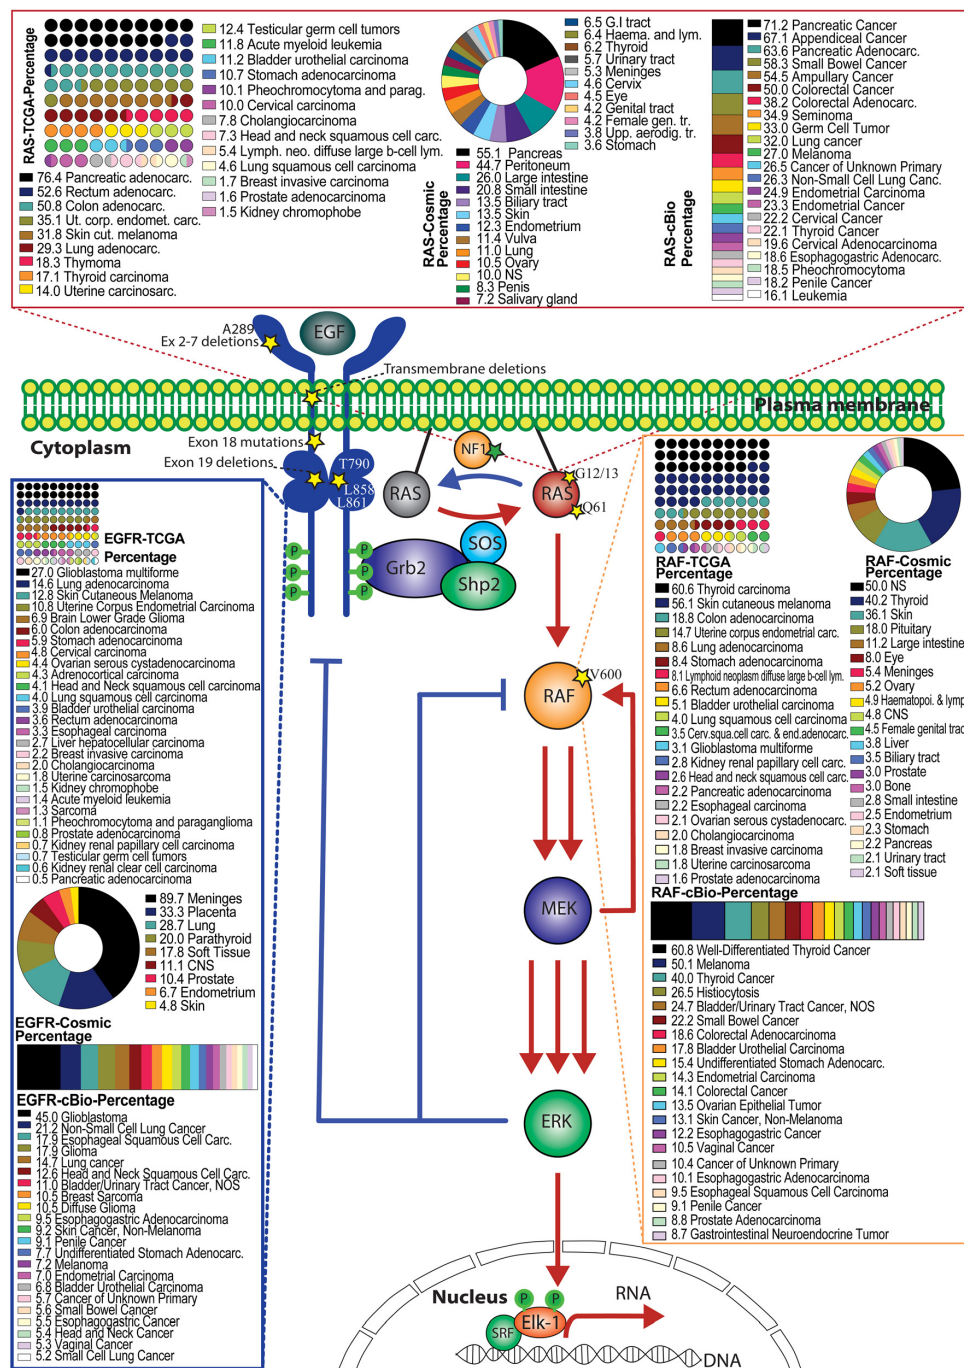 RAS-TCGA-Percentage
76.4 Pancreatic adenocarc.
52.6 Rectum adenocarc.
50.8 Colon adenocarc.
35.1 Ut. corp. endomet. carc.
31.8 Skin cut. melanoma
29.3 Lung adenocarc.
18.3 Thymoma
17.1 Thyroid carcinoma
14.0 Uterine carcinosarc.
12.4 Testicular germ cell tumors
11.8 Acute myeloid leukemia
11.2 Bladder urothelial carcinoma
10.7 Stomach adenocarcinoma
10.1 Pheochromocytoma and parag.
10.0 Cervical carcinoma
7.8 Cholangiocarcinoma
7.3 Head and neck squamous cell carc.
5.4 Lymph. neo. diffuse large b-cell lym.
4.6 Lung squamous cell carcinoma
1.7 Breast invasive carcinoma
1.6 Prostate adenocarcinoma
1.5 Kidney chromophobe
RAS-Cosmic
Percentage
55.1 Pancreas
44.7 Peritoneum
26.0 Large intestine
20.8 Small intestine
13.5 Biliary tract
13.5 Skin
12.3 Endometrium
11.4 Vulva
11.0 Lung
10.5 Ovary
10.0 NS
8.3 Penis
7.2 Salivary gland
6.5 G.I tract
6.4 Haema. and lym.
6.2 Thyroid
5.7 Urinary tract
5.3 Meninges
4.6 Cervix
4.5 Eye
4.2 Genital tract
4.2 Female gen. tr.
3.8 Upp. aerodig. tr.
3.6 Stomach
RAS-cBio
Percentage
71.2 Pancreatic Cancer
67.1 Appendiceal Cancer
63.6 Pancreatic Adenocarc.
58.3 Small Bowel Cancer
54.5 Ampullary Cancer
50.0 Colorectal Cancer
38.2 Colorectal Adenocarc.
34.9 Seminoma
33.0 Germ Cell Tumor
32.0 Lung cancer
27.0 Melanoma
26.5 Cancer of Unknown Primary
26.3 Non-Small Cell Lung Canc.
24.9 Endometrial Carcinoma
23.3 Endometrial Cancer
22.2 Cervical Cancer
22.1 Thyroid Cancer
19.6 Cervical Adenocarcinoma
18.6 Esophagogastric Adenocarc.
18.5 Pheochromocytoma
18.2 Penile Cancer
16.1 Leukemia
A289
Ex 2-7 deletions
EGF
Transmembrane deletions
Plasma membrane
Cytoplasm
Exon 18 mutations
Exon 19 deletions
T790
L858
L861
NF1
RAS
RAS
G12/13
Q61
P
P
P
P
P
P
Grb2
SOS
Shp2
RAF
V600
MEK
ERK
Nucleus
P
P
Elk-1
SRF
RNA
DNA
EGFR-TCGA
Percentage
27.0 Glioblastoma multiforme
14.6 Lung adenocarcinoma
12.8 Skin Cutaneous Melanoma
10.8 Uterine Corpus Endometrial Carcinoma
6.9 Brain Lower Grade Glioma
6.0 Colon adenocarcinoma
5.9 Stomach adenocarcinoma
4.8 Cervical carcinoma
4.4 Ovarian serous cystadenocarcinoma
4.3 Adrenocortical carcinoma
4.1 Head and Neck squamous cell carcinoma
4.0 Lung squamous cell carcinoma
3.9 Bladder urothelial carcinoma
3.6 Rectum adenocarcinoma
3.3 Esophageal carcinoma
2.7 Liver hepatocellular carcinoma
2.2 Breast invasive carcinoma
2.0 Cholangiocarcinoma
1.8 Uterine carcinosarcoma
1.5 Kidney chromophobe
1.4 Acute myeloid leukemia
1.3 Sarcoma
1.1 Pheochromocytoma and paraganglioma
0.8 Prostate adenocarcinoma
0.7 Kidney renal papillary cell carcinoma
0.7 Testicular germ cell tumors
0.6 Kidney renal clear cell carcinoma
0.5 Pancreatic adenocarcinoma
89.7 Meninges
33.3 Placenta
28.7 Lung
20.0 Parathyroid
17.8 Soft Tissue
11.1 CNS
10.4 Prostate
6.7 Endometrium
4.8 Skin
EGFR-Cosmic
Percentage
EGFR-cBio-Percentage
45.0 Glioblastoma
21.2 Non-Small Cell Lung Cancer
17.9 Esophageal Squamous Cell Carc.
17.9 Glioma
14.7 Lung cancer
12.6 Head and Neck Squamous Cell Carc.
11.0 Bladder/Urinary Tract Cancer, NOS
10.5 Breast Sarcoma
10.5 Diffuse Glioma
9.5 Esophagogastric Adenocarcinoma
9.2 Skin Cancer, Non-Melanoma
9.1 Penile Cancer
7.7 Undifferentiated Stomach Adenocarc.
7.2 Melanoma
7.0 Endometrial Carcinoma
6.8 Bladder Urothelial Carcinoma
5.7 Cancer of Unknown Primary
5.6 Small Bowel Cancer
5.5 Esophagogastric Cancer
5.4 Head and Neck Cancer
5.3 Vaginal Cancer
5.2 Small Cell Lung Cancer
RAF-TCGA
Percentage
60.6 Thyroid carcinoma
56.1 Skin cutaneous melanoma
18.8 Colon adenocarcinoma
14.7 Uterine corpus endometrial carc.
8.6 Lung adenocarcinoma
8.4 Stomach adenocarcinoma
8.1 Lymphoid neoplasm diffuse large b-cell lym.
6.6 Rectum adenocarcinoma
5.1 Bladder urothelial carcinoma
4.0 Lung squamous cell carcinoma
3.5 Cerv.squa.cell carc. & end.adenocarc.
3.1 Glioblastoma multiforme
2.8 Kidney renal papillary cell carc.
2.6 Head and neck squamous cell carc.
2.2 Pancreatic adenocarcinoma
2.2 Esophageal carcinoma
2.1 Ovarian serous cystadenocarc.
2.0 Cholangiocarcinoma
1.8 Breast invasive carcinoma
1.8 Uterine carcinosarcoma
1.6 Prostate adenocarcinoma
RAF-Cosmic
Percentage
50.0 NS
40.2 Thyroid
36.1 Skin
18.0 Pituitary
11.2 Large intestine
8.0 Eye
5.4 Meninges
5.2 Ovary
4.9 Haematopoi. & lymp
4.8 CNS
4.5 Female genital trac
3.8 Liver
3.5 Biliary tract
3.0 Prostate
3.0 Bone
2.8 Small intestine
2.5 Endometrium
2.3 Stomach
2.2 Pancreas
2.1 Urinary tract
2.1 Soft tissue
RAF-cBio-Percentage
60.8 Well-Differentiated Thyroid Cancer
50.1 Melanoma
40.0 Thyroid Cancer
26.5 Histiocytosis
24.7 Bladder/Urinary Tract Cancer, NOS
22.2 Small Bowel Cancer
18.6 Colorectal Adenocarcinoma
17.8 Bladder Urothelial Carcinoma
15.4 Undifferentiated Stomach Adenocarc.
14.3 Endometrial Carcinoma
14.1 Colorectal Cancer
13.5 Ovarian Epithelial Tumor
13.1 Skin Cancer, Non-Melanoma
12.2 Esophagogastric Cancer
10.5 Vaginal Cancer
10.4 Cancer of Unknown Primary
10.1 Esophagogastric Adenocarcinoma
9.5 Esophageal Squamous Cell Carcinoma
9.1 Penile Cancer
8.8 Prostate Adenocarcinoma
8.7 Gastrointestinal Neuroendocrine Tumor